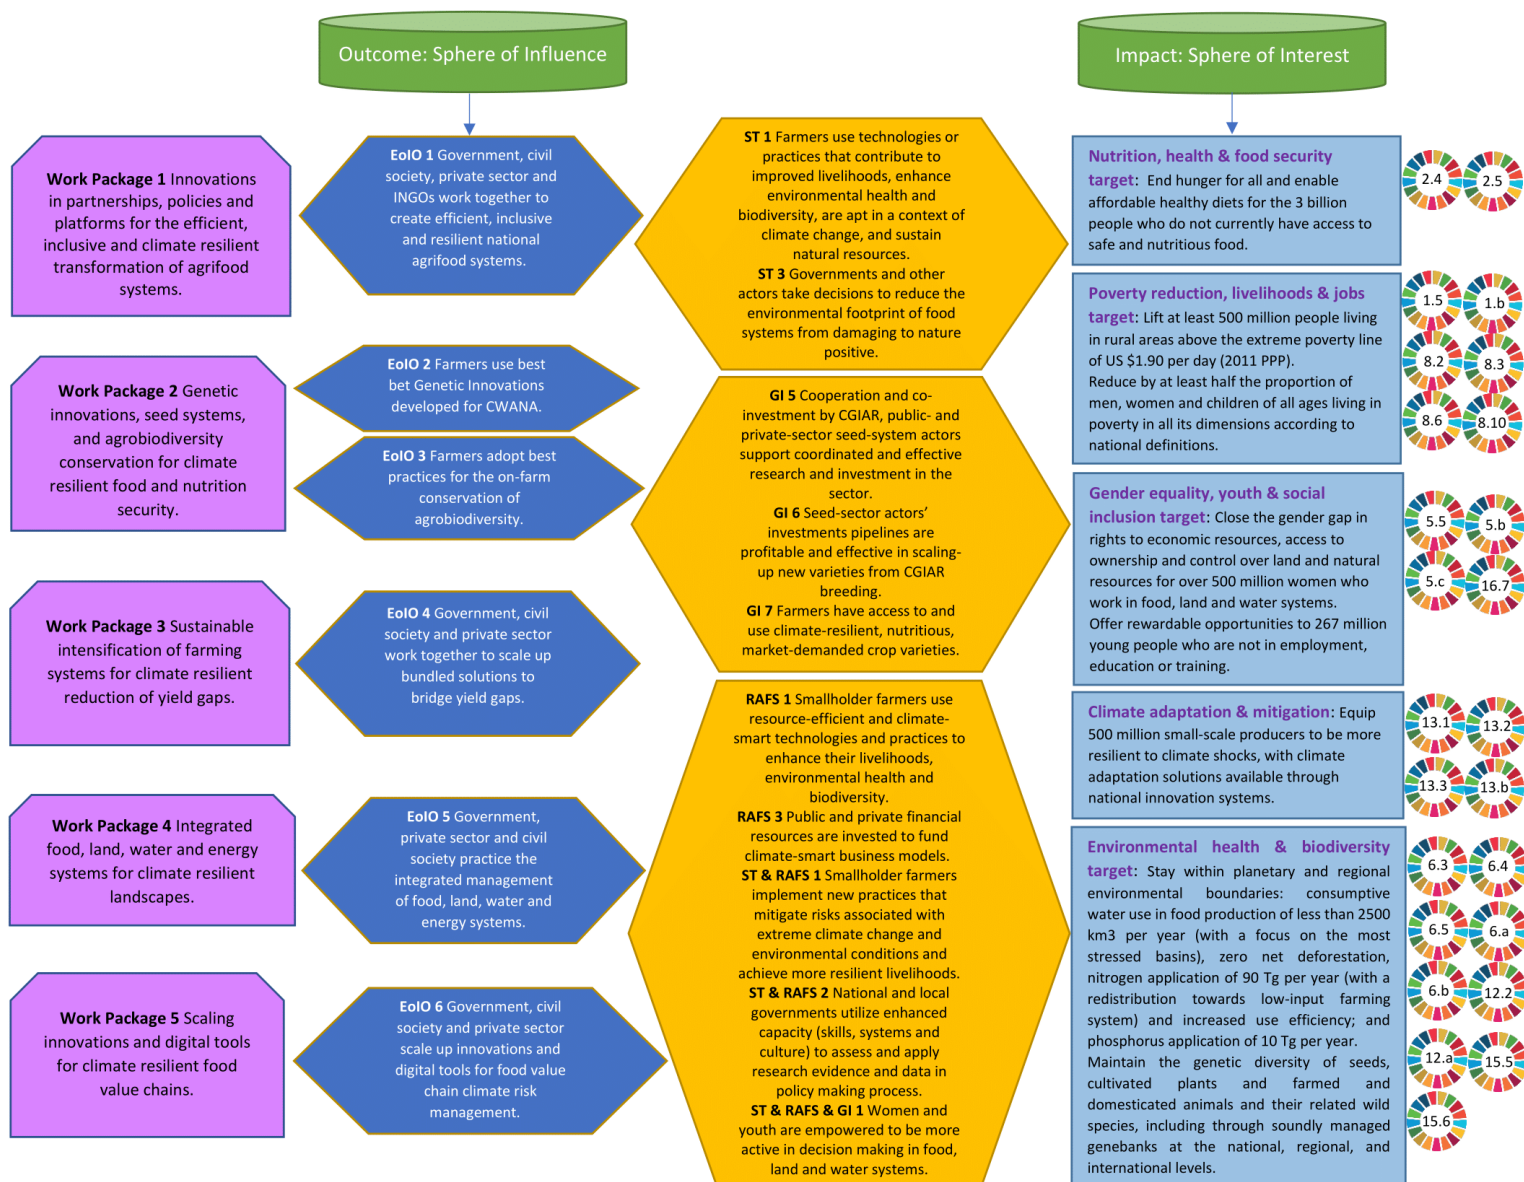 Outcome: Sphere of Influence
Impact: Sphere of Interest
Work Package 1 Innovations
in partnerships, policies and
platforms for the efficient,
inclusive and climate resilient
transformation of agrifood
systems.
Work Package 2 Genetic
innovations, seed systems,
and agrobiodiversity
conservation for climate
resilient food and nutrition
security.
Work Package 3 Sustainable
intensification of farming
systems for climate resilient
reduction of yield gaps.
Work Package 4 Integrated
food, land, water and energy
systems for climate resilient
landscapes.
Work Package 5 Scaling
innovations and digital tools
for climate resilient food
value chains.
EoIO 1 Government, civil
society, private sector and
INGOs work together to
create efficient, inclusive
and resilient national
agrifood systems.
EoIO 2 Farmers use best
bet Genetic Innovations
developed for CWANA.
EoIO 3 Farmers adopt best
practices for the on-farm
conservation of
agrobiodiversity.
EoIO 4 Government, civil
society and private sector
work together to scale up
bundled solutions to
bridge yield gaps.
EoIO 5 Government,
private sector and civil
society practice the
integrated management
of food, land, water and
energy systems.
EoIO 6 Government, civil
society and private sector
scale up innovations and
digital tools for food value
chain climate risk
management.
ST 1 Farmers use technologies or
practices that contribute to
improved livelihoods, enhance
environmental health and
biodiversity, are apt in a context of
climate change, and sustain
natural resources.
ST 3 Governments and other
actors take decisions to reduce the
environmental footprint of food
systems from damaging to nature
positive.
GI 5 Cooperation and co-
investment by CGIAR, public- and
private-sector seed-system actors
support coordinated and effective
research and investment in the
sector.
GI 6 Seed-sector actors’
investments pipelines are
profitable and effective in scaling-
up new varieties from CGIAR
breeding.
GI 7 Farmers have access to and
use climate-resilient, nutritious,
market-demanded crop varieties.
RAFS 1 Smallholder farmers use
resource-efficient and climate-
smart technologies and practices to
enhance their livelihoods,
environmental health and
biodiversity.
RAFS 3 Public and private financial
resources are invested to fund
climate-smart business models.
ST & RAFS 1 Smallholder farmers
implement new practices that
mitigate risks associated with
extreme climate change and
environmental conditions and
achieve more resilient livelihoods.
ST & RAFS 2 National and local
governments utilize enhanced
capacity (skills, systems and
culture) to assess and apply
research evidence and data in
policy making process.
ST & RAFS & GI 1 Women and
youth are empowered to be more
active in decision making in food,
land and water systems.
Nutrition, health & food security
target: End hunger for all and enable
affordable healthy diets for the 3 billion
people who do not currently have access to
safe and nutritious food.
2.4 2.5
Poverty reduction, livelihoods & jobs
target: Lift at least 500 million people living
in rural areas above the extreme poverty line
of US $1.90 per day (2011 PPP).
Reduce by at least half the proportion of
men, women and children of all ages living in
poverty in all its dimensions according to
national definitions.
1.5 1.b
8.2 8.3
8.6 8.10
Gender equality, youth & social
inclusion target: Close the gender gap in
rights to economic resources, access to
ownership and control over land and natural
resources for over 500 million women who
work in food, land and water systems.
Offer rewardable opportunities to 267 million
young people who are not in employment,
education or training.
5.5 5.b
5.c 16.7
Climate adaptation & mitigation: Equip
500 million small-scale producers to be more
resilient to climate shocks, with climate
adaptation solutions available through
national innovation systems.
13.1 13.2
13.3 13.b
Environmental health & biodiversity
target: Stay within planetary and regional
environmental boundaries: consumptive
water use in food production of less than 2500
km3 per year (with a focus on the most
stressed basins), zero net deforestation,
nitrogen application of 90 Tg per year (with a
redistribution towards low-input farming
system) and increased use efficiency; and
phosphorus application of 10 Tg per year.
Maintain the genetic diversity of seeds,
cultivated plants and farmed and
domesticated animals and their related wild
species, including through soundly managed
genebanks at the national, regional, and
international levels.
6.3 6.4
6.5 6.a
6.b 12.2
12.a 15.5
15.6